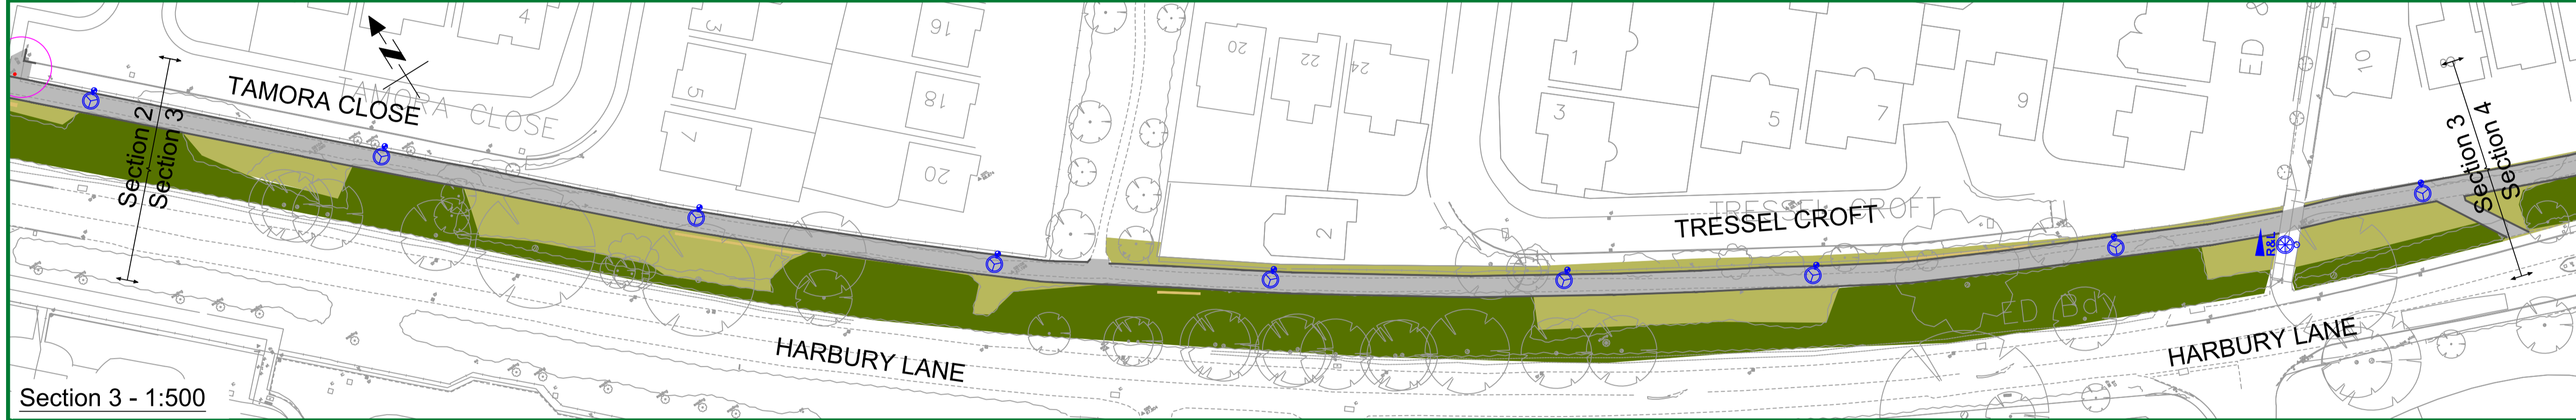 4
3
16
20
22
24
1
ED B
10
8
TAMORA CLOSE
TAMORA CLOSE
Section 2
Section 3
5
18
3
5
7
9
Section 3
Section 4
7
20
2
TRESSEL CROFT
TRESSEL CROFT
R&L
ED Bdy
HARBURY LANE
HARBURY LANE
Section 3 - 1:500